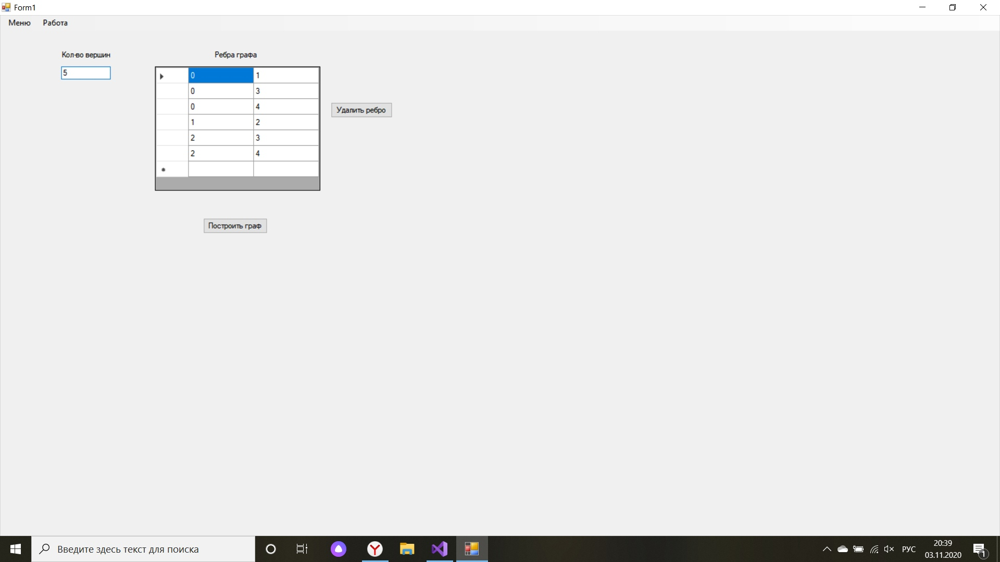 Form1
Меню Работа
Кол-во вершин Ребра графа
5
0 1
0 3
0 4
1 2
2 3
2 4
Удалить ребро
Построить граф
Введите здесь текст для поиска
РУС
20:39
03.11.2020
1